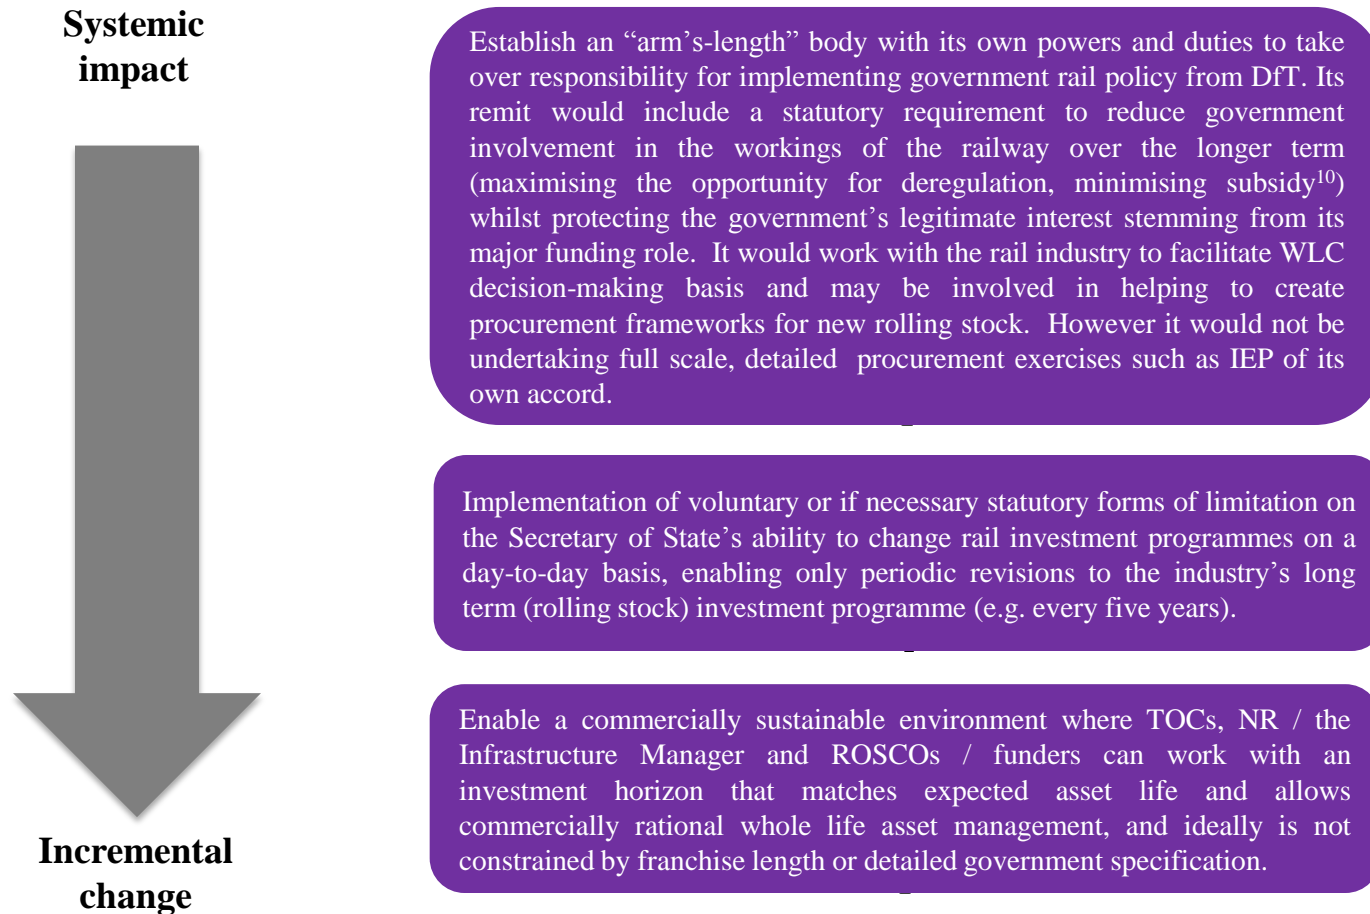 Systemic
impact
Establish an “arm’s-length” body with its own powers and duties to take
over responsibility for implementing government rail policy from DfT. Its
remit would include a statutory requirement to reduce government
involvement in the workings of the railway over the longer term
(maximising the opportunity for deregulation, minimising subsidy¹⁰)
whilst protecting the government’s legitimate interest stemming from its
major funding role. It would work with the rail industry to facilitate WLC
decision-making basis and may be involved in helping to create
procurement frameworks for new rolling stock. However it would not be
undertaking full scale, detailed procurement exercises such as IEP of its
own accord.
Implementation of voluntary or if necessary statutory forms of limitation on
the Secretary of State’s ability to change rail investment programmes on a
day-to-day basis, enabling only periodic revisions to the industry’s long
term (rolling stock) investment programme (e.g. every five years).
Enable a commercially sustainable environment where TOCs, NR / the
Infrastructure Manager and ROSCOs / funders can work with an
investment horizon that matches expected asset life and allows
commercially rational whole life asset management, and ideally is not
constrained by franchise length or detailed government specification.
Incremental
change